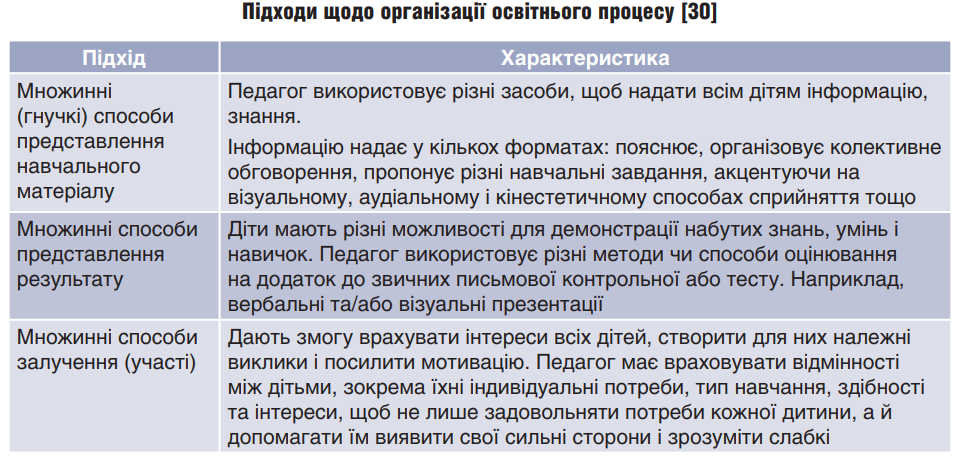 Підходи щодо організації освітнього процесу [30]
Підхід
Характеристика
Множинні
(гнучкі) способи
представлення
навчального
матеріалу
Педагог використовує різні засоби, щоб надати всім дітям інформацію,
знання.
Інформацію надає у кількох форматах: пояснює, організовує колективне
обговорення, пропонує різні навчальні завдання, акцентуючи на
візуальному, аудіальному і кінестетичному способах сприйняття тощо
Множинні способи
представлення
результату
Діти мають різні можливості для демонстрації набутих знань, умінь і
навичок. Педагог використовує різні методи чи способи оцінювання
на додаток до звичних письмової контрольної або тесту. Наприклад,
вербальні та/або візуальні презентації
Множинні способи
залучення (участі)
Дають змогу врахувати інтереси всіх дітей, створити для них належні
виклики і посилити мотивацію. Педагог має враховувати відмінності
між дітьми, зокрема їхні індивідуальні потреби, тип навчання, здібності
та інтереси, щоб не лише задовольняти потреби кожної дитини, а й
допомагати їм виявити свої сильні сторони і зрозуміти слабкі